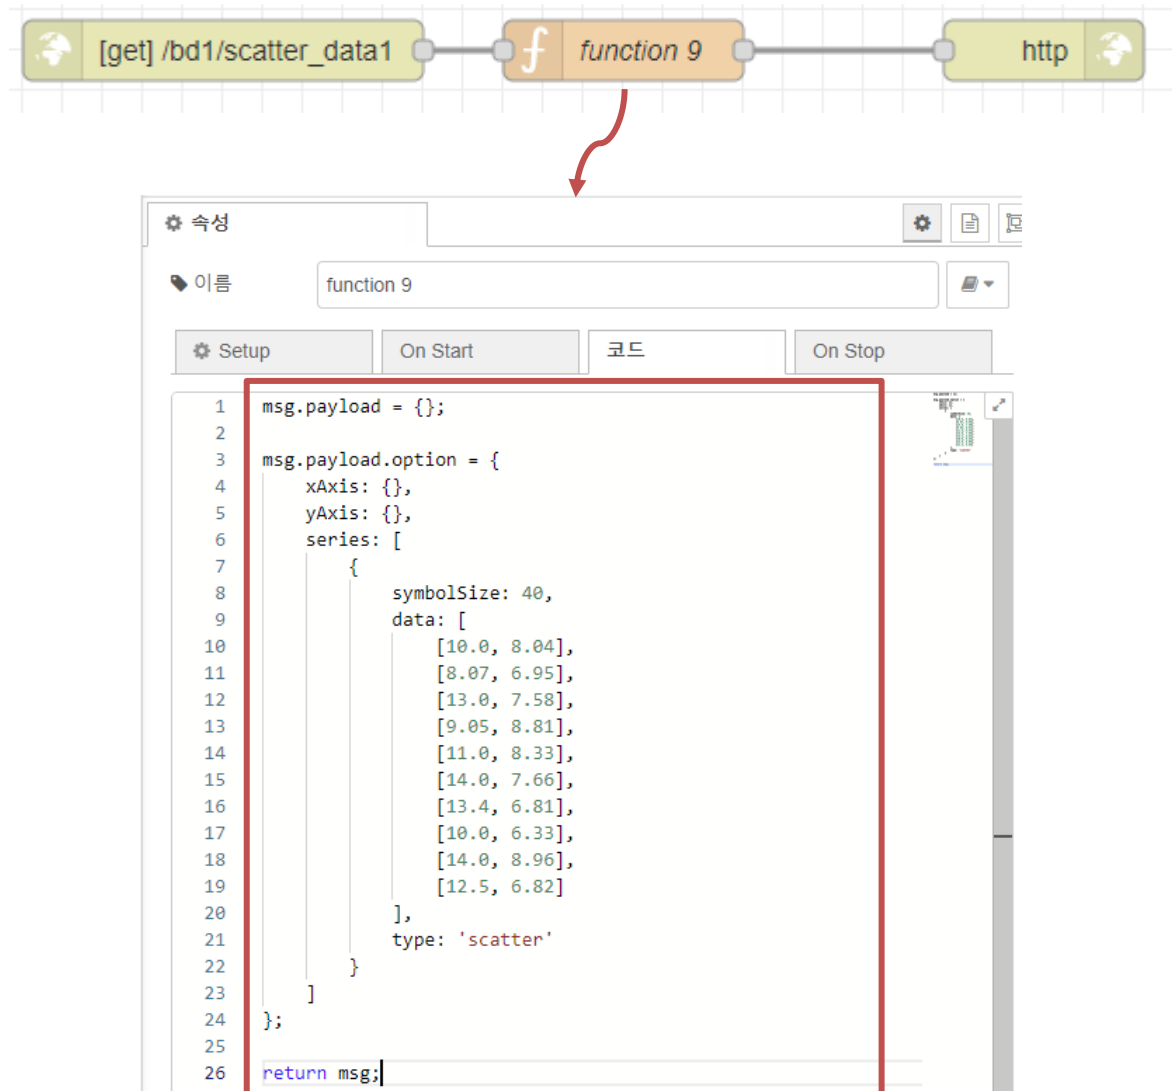 [get] /bd1/scatter_data1
function 9
http
속성
이름
function 9
Setup
On Start
코드
On Stop
1 msg.payload = {};
2
3 msg.payload.option = {
4     xAxis: {},
5     yAxis: {},
6     series: [
7         {
8             symbolSize: 40,
9             data: [
10                 [10.0, 8.04],
11                 [8.07, 6.95],
12                 [13.0, 7.58],
13                 [9.05, 8.81],
14                 [11.0, 8.33],
15                 [14.0, 7.66],
16                 [13.4, 6.81],
17                 [10.0, 6.33],
18                 [14.0, 8.96],
19                 [12.5, 6.82]
20             ],
21             type: 'scatter'
22         }
23     ]
24 };
25
26 return msg;